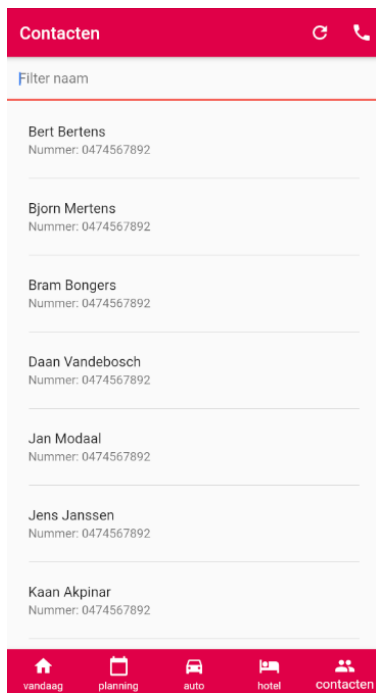 Contacten
Filter naam
Bert Bertens
Nummer: 0474567892
Bjorn Mertens
Nummer: 0474567892
Bram Bongers
Nummer: 0474567892
Daan Vandebosch
Nummer: 0474567892
Jan Modaal
Nummer: 0474567892
Jens Janssen
Nummer: 0474567892
Kaan Akpinar
Nummer: 0474567892
vandaag planning auto hotel contacten